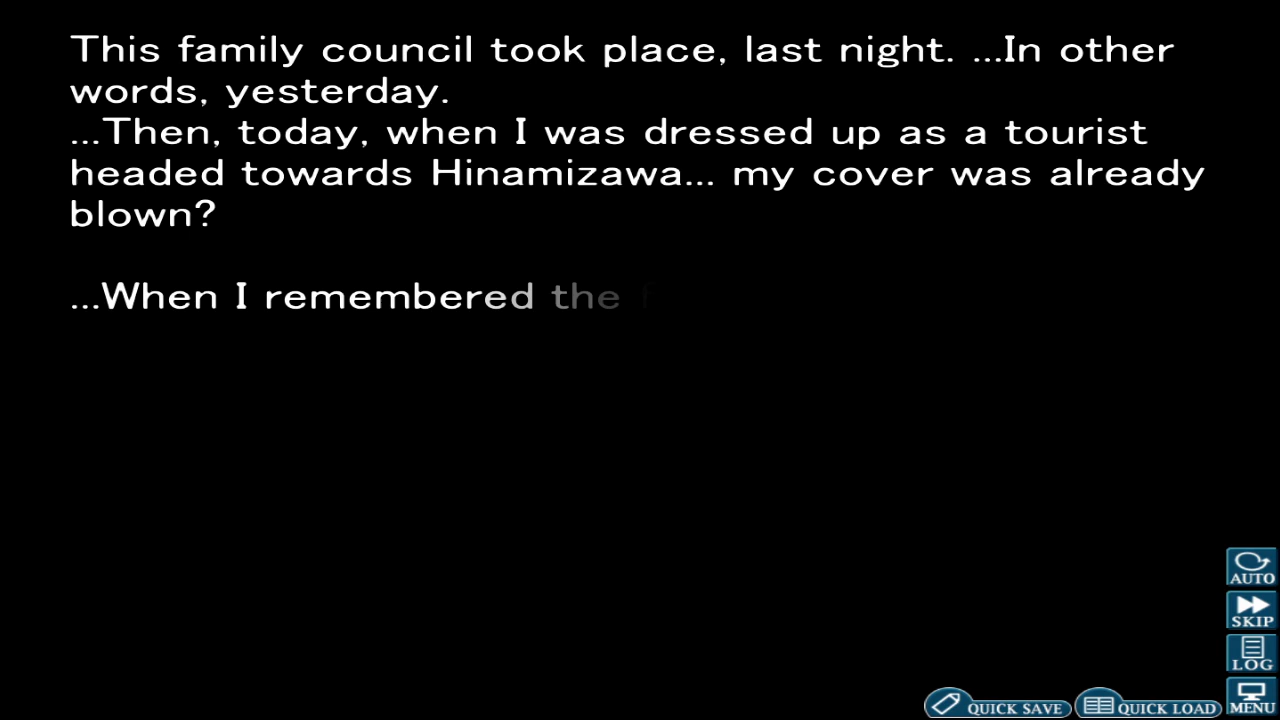 This family council took place, last night. ...In other
words, yesterday.
...Then, today, when I was dressed up as a tourist
headed towards Hinamizawa... my cover was already
blown?
...When I remembered the f
AUTO
SKIP
LOG
MENU
QUICK SAVE
QUICK LOAD